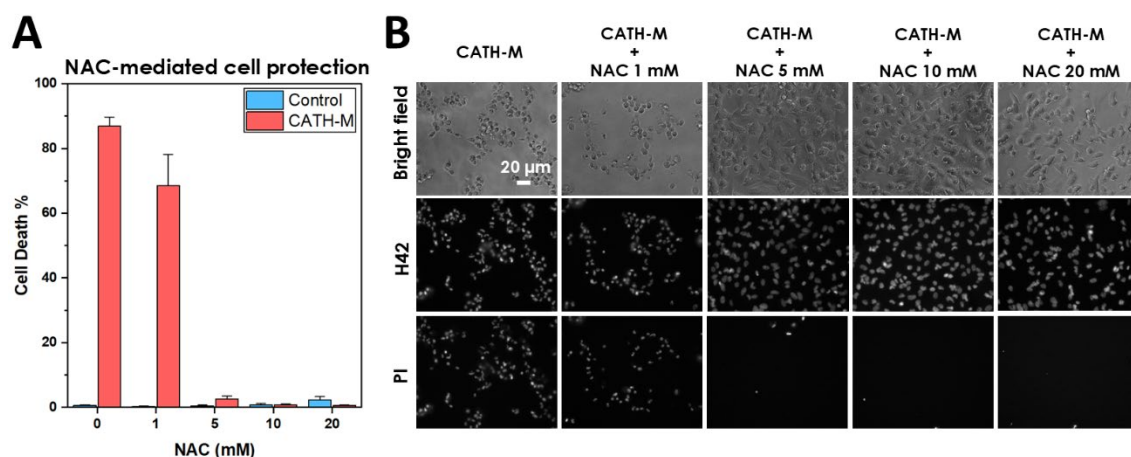 A
NAC-mediated cell protection
Cell Death %
100
80
60
40
20
0
Control
CATH-M
0 1 5 10 20
NAC (mM)
B
CATH-M
CATH-M
+
NAC 1 mM
CATH-M
+
NAC 5 mM
CATH-M
+
NAC 10 mM
CATH-M
+
NAC 20 mM
Bright field
20 µm
H42
PI